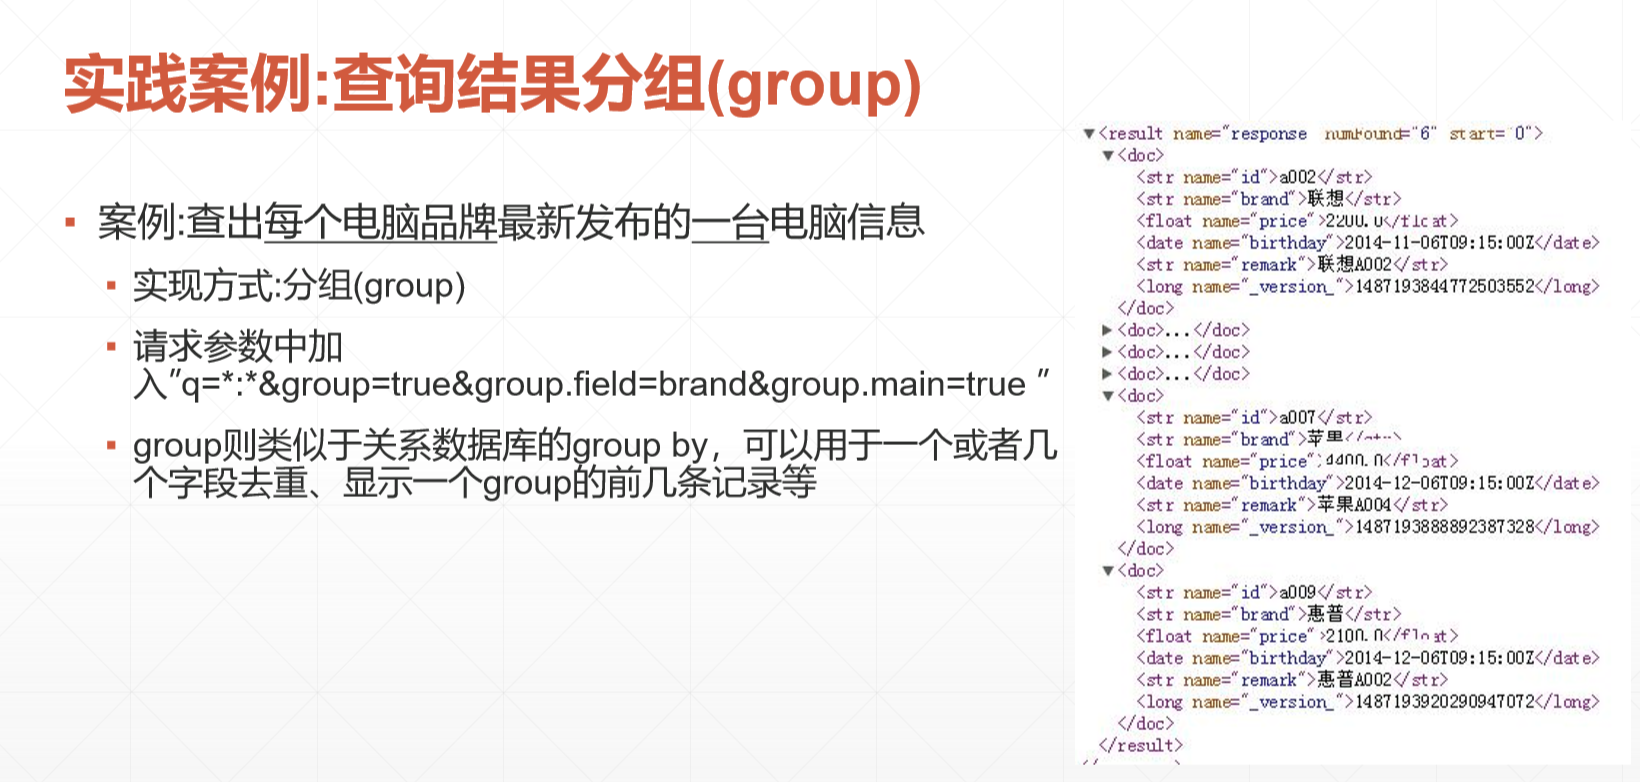 实践案例:查询结果分组(group)
案例:查出每个电脑品牌最新发布的一台电脑信息
实现方式:分组(group)
请求参数中加
入”q=*:*&group=true&group.field=brand&group.main=true ”
group则类似于关系数据库的group by，可以用于一个或者几
个字段去重、显示一个group的前几条记录等
▼<result name="response numFound="6" start="0">
▼<doc>
<str name="id">a002</str>
<str name="brand">联想</str>
<float name="price">2200.0</float>
<date name="birthday">2014-11-06T09:15:00Z</date>
<str name="remark">联想A002</str>
<long name="_version_">1487193844772503552</long>
</doc>
▶<doc>...</doc>
▶<doc>...</doc>
▶<doc>...</doc>
▼<doc>
<str name="id">a007</str>
<str name="brand">苹果</str>
<float name="price">4400.0</float>
<date name="birthday">2014-12-06T09:15:00Z</date>
<str name="remark">苹果A004</str>
<long name="_version_">1487193888892387328</long>
</doc>
▼<doc>
<str name="id">a009</str>
<str name="brand">惠普</str>
<float name="price">2100.0</float>
<date name="birthday">2014-12-06T09:15:00Z</date>
<str name="remark">惠普A002</str>
<long name="_version_">1487193920290947072</long>
</doc>
</result>